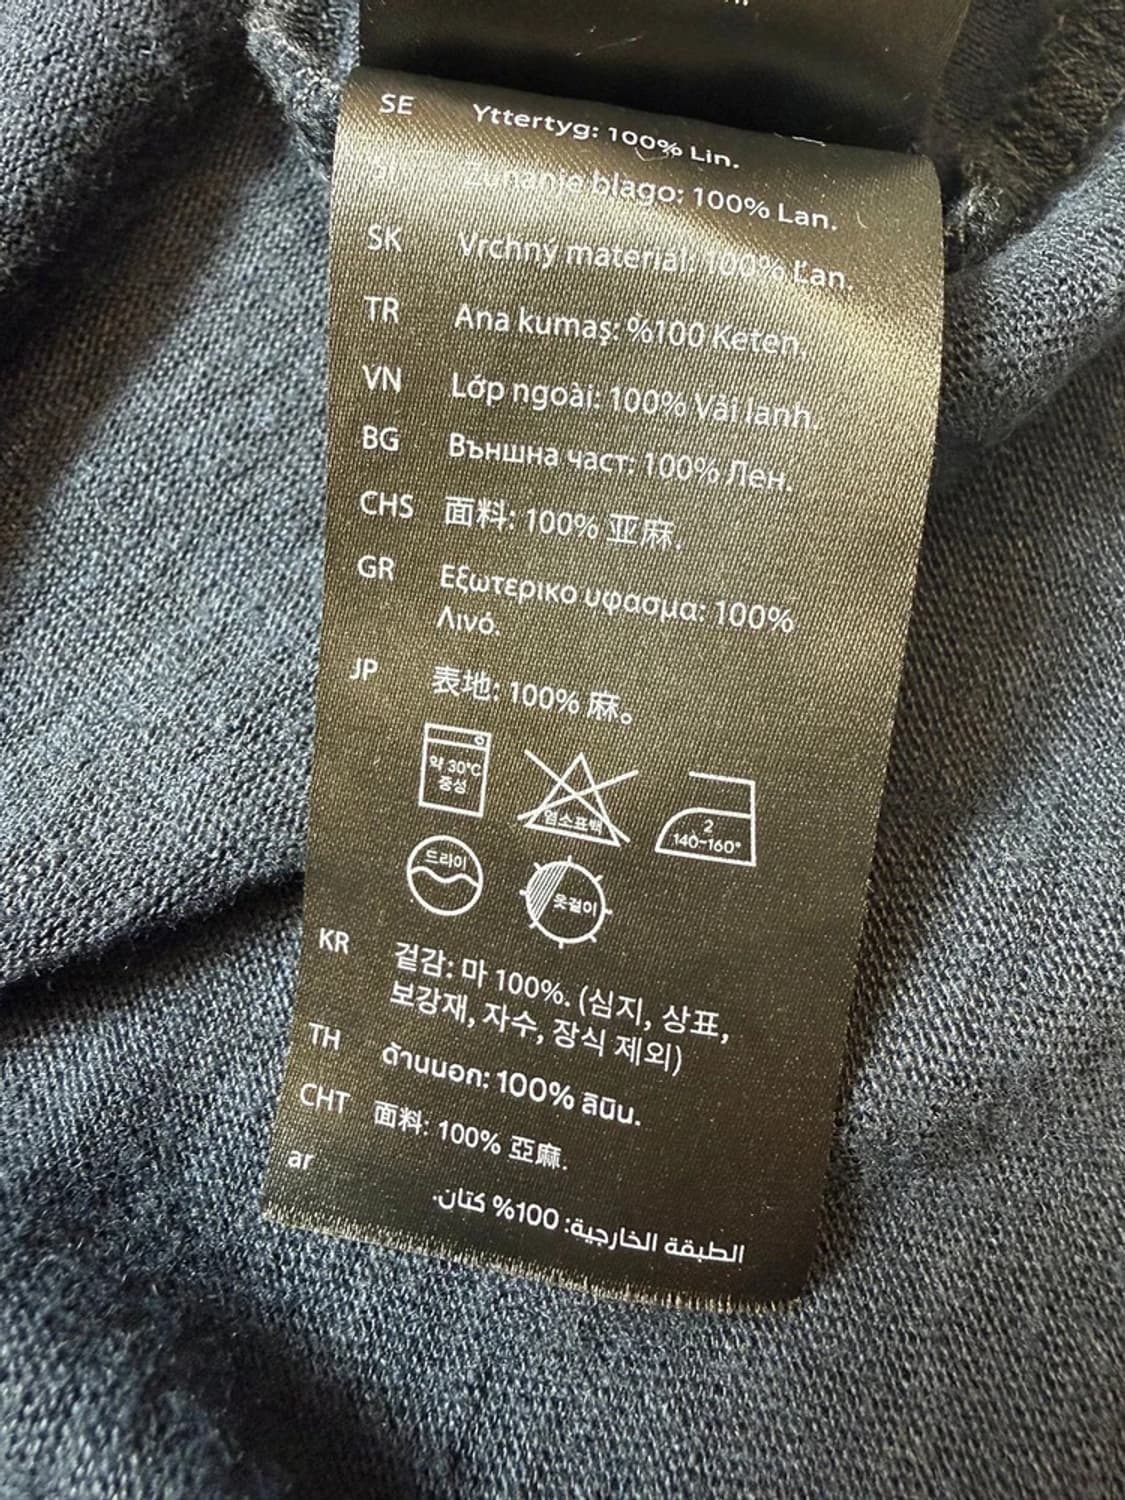 SE Yttertyg: 100% Lin.
Zunanje blago: 100% Lan.
SK Vrchný materiál: 100% Ľan.
TR Ana kumaş: %100 Keten.
VN Lớp ngoài: 100% Vải lanh.
BG Външна част: 100% Лен.
CHS 面料: 100% 亚麻.
GR Εξωτερικο υφασμα: 100%
Λινό.
JP 表地: 100% 麻。
약 30°C
중성
염소표백
2
140~160°
드라이
옷걸이
KR 겉감: 마 100%. (심지, 상표,
보강재, 자수, 장식 제외)
TH ด้านนอก: 100% ลินิน.
CHT 面料: 100% 亞麻.
ar
الطبقة الخارجية: 100% كتان.